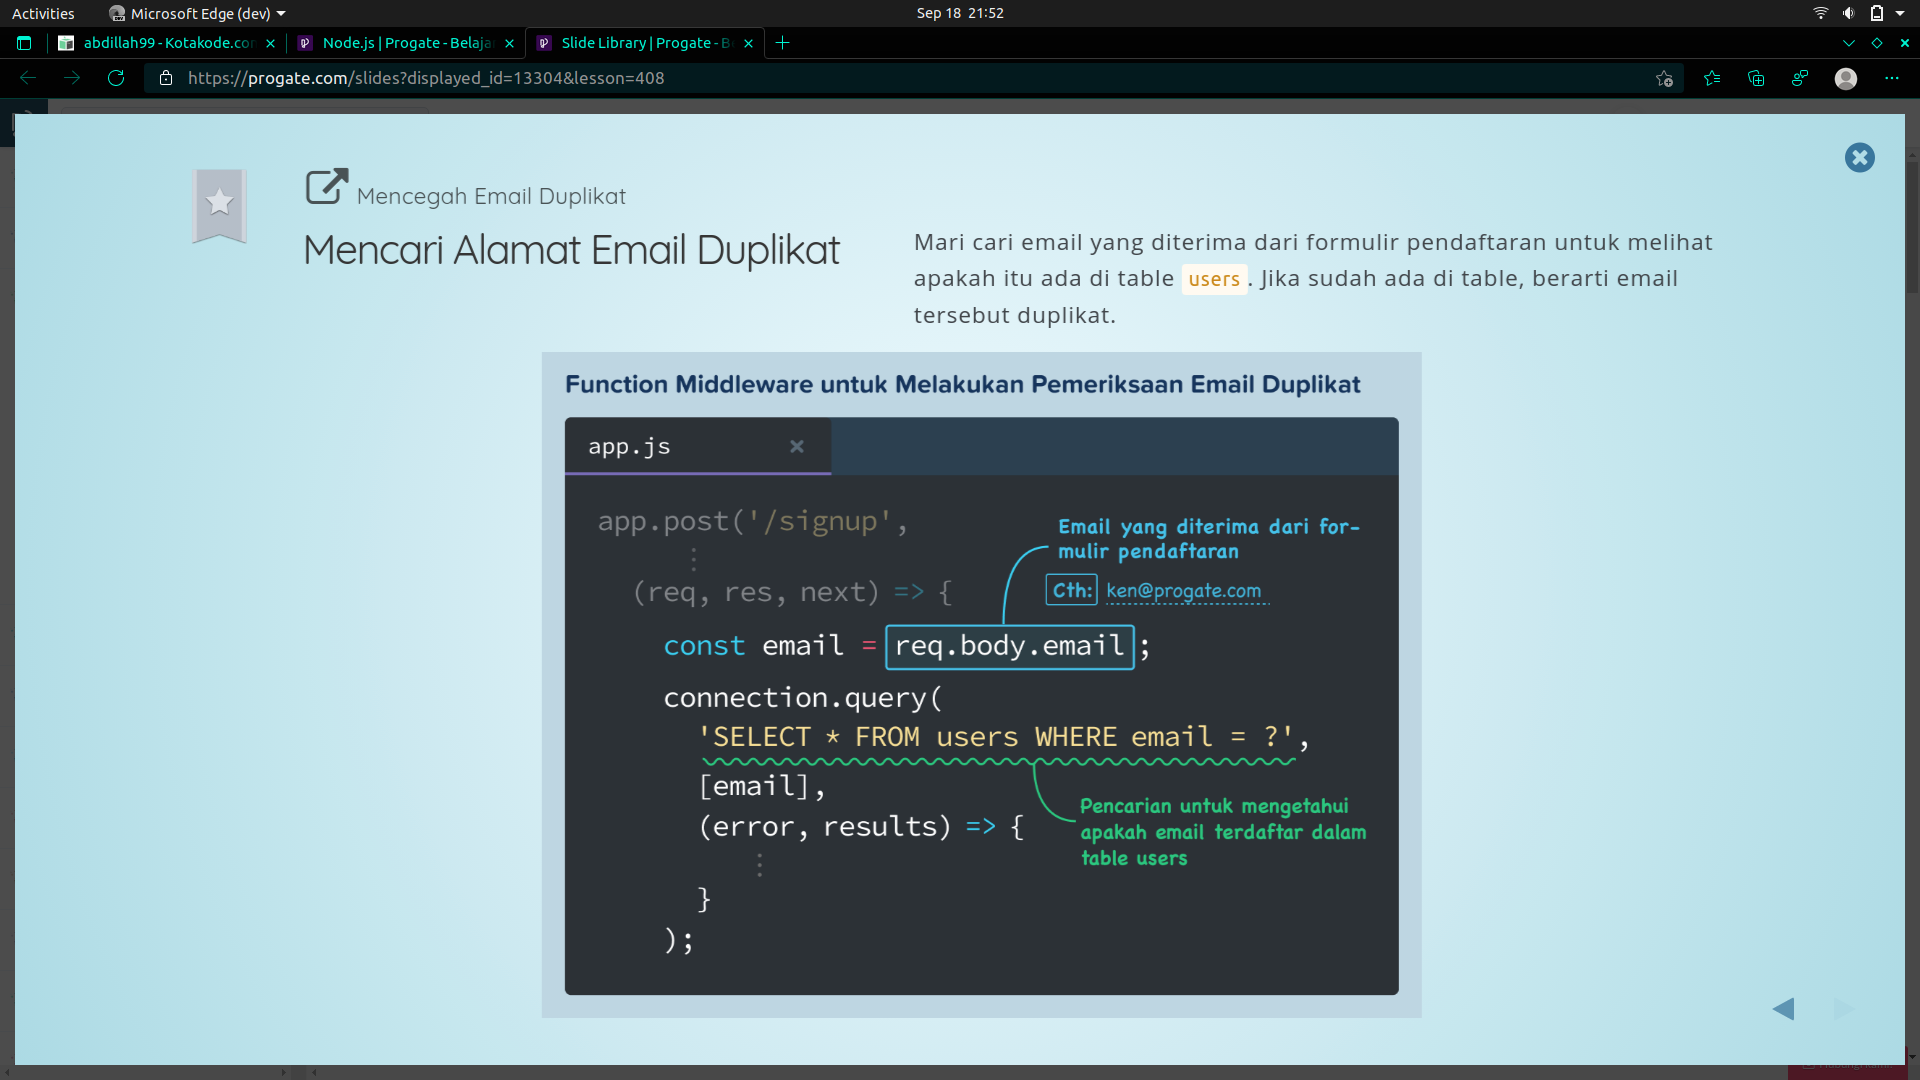 Activities
Microsoft Edge (dev)
Sep 18 21:52
abdillah99 - Kotakode.com
Node.js | Progate - Belaja
Slide Library | Progate - Be
https://progate.com/slides?displayed_id=13304&lesson=408
Mencegah Email Duplikat
Mencari Alamat Email Duplikat
Mari cari email yang diterima dari formulir pendaftaran untuk melihat
apakah itu ada di table users. Jika sudah ada di table, berarti email
tersebut duplikat.
Function Middleware untuk Melakukan Pemeriksaan Email Duplikat
app.js
app.post('/signup',
Email yang diterima dari for-
mulir pendaftaran
(req, res, next) => {
Cth: ken@progate.com
const email = req.body.email;
connection.query(
'SELECT * FROM users WHERE email = ?',
[email],
(error, results) => {
Pencarian untuk mengetahui
apakah email terdaftar dalam
table users
}
);